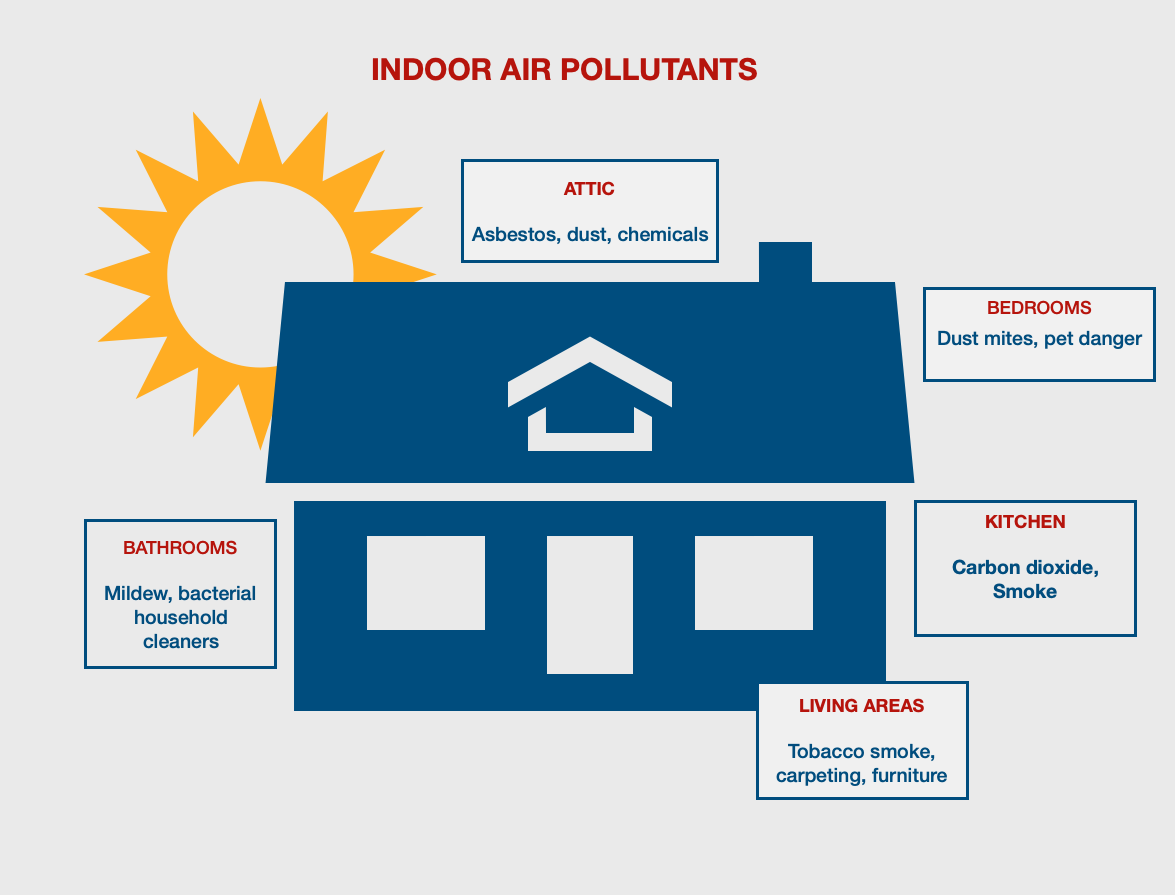 INDOOR AIR POLLUTANTS
ATTIC
Asbestos, dust, chemicals
BEDROOMS
Dust mites, pet danger
KITCHEN
Carbon dioxide,
Smoke
BATHROOMS
Mildew, bacterial
household
cleaners
LIVING AREAS
Tobacco smoke,
carpeting, furniture